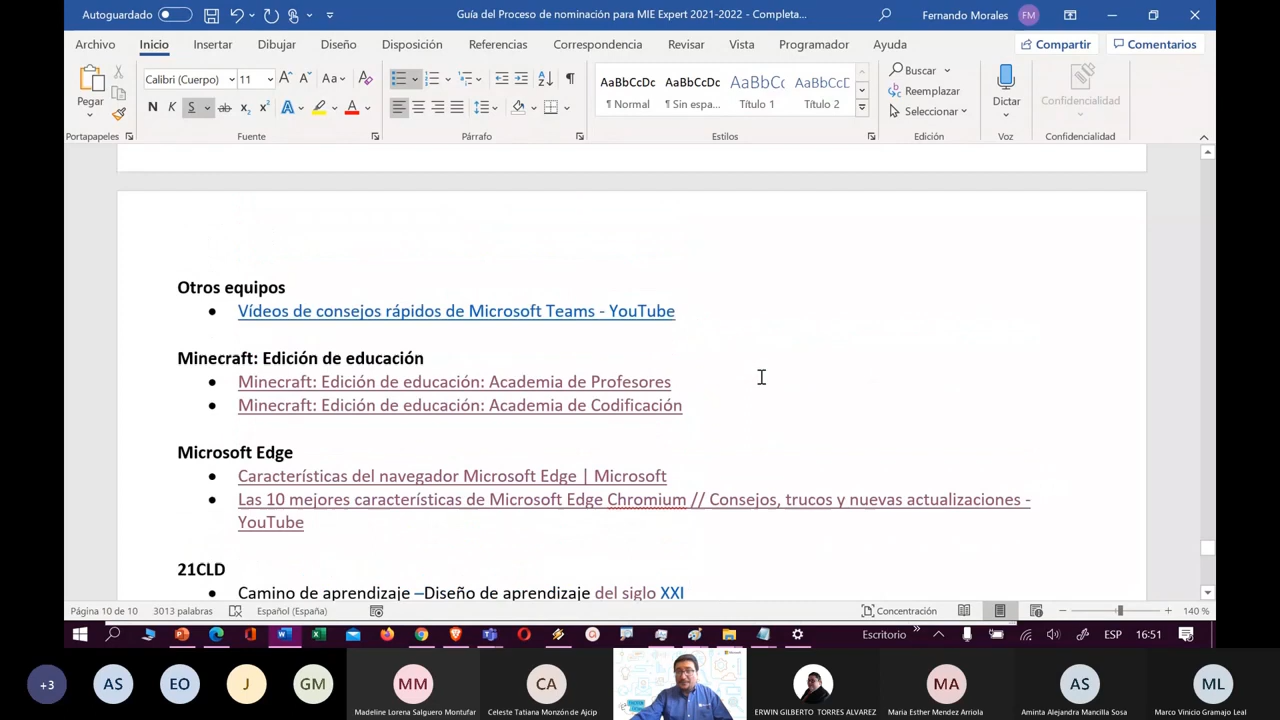 Autoguardado
Guía del Proceso de nominación para MIE Expert 2021-2022 - Completa...
Fernando Morales FM
Archivo Inicio Insertar Dibujar Diseño Disposición Referencias Correspondencia Revisar Vista Programador Ayuda Compartir Comentarios
Pegar
Calibri (Cuerpo) 11 Aa
N K S ab x₂ x² A A
AaBbCcDc AaBbCcDc AaBbCc AaBbCcC
¶ Normal ¶ Sin espa... Título 1 Título 2
Buscar
Reemplazar
Seleccionar
Dictar
Confidencialidad
Portapapeles Fuente Párrafo Estilos Edición Voz Confidencialidad
Otros equipos
• Vídeos de consejos rápidos de Microsoft Teams - YouTube
Minecraft: Edición de educación
• Minecraft: Edición de educación: Academia de Profesores
• Minecraft: Edición de educación: Academia de Codificación
Microsoft Edge
• Características del navegador Microsoft Edge | Microsoft
• Las 10 mejores características de Microsoft Edge Chromium // Consejos, trucos y nuevas actualizaciones -
YouTube
21CLD
• Camino de aprendizaje –Diseño de aprendizaje del siglo XXI
Página 10 de 10 3013 palabras Español (España) Concentración 140 %
Escritorio » ESP 16:51
+3 AS EO J GM MM CA MA AS ML
Madeline Lorena Salguero Montufar Celeste Tatiana Monzón de Ajcip ERWIN GILBERTO TORRES ALVAREZ Maria Esther Mendez Arriola Aminta Alejandra Mancilla Sosa Marco Vinicio Gramajo Leal